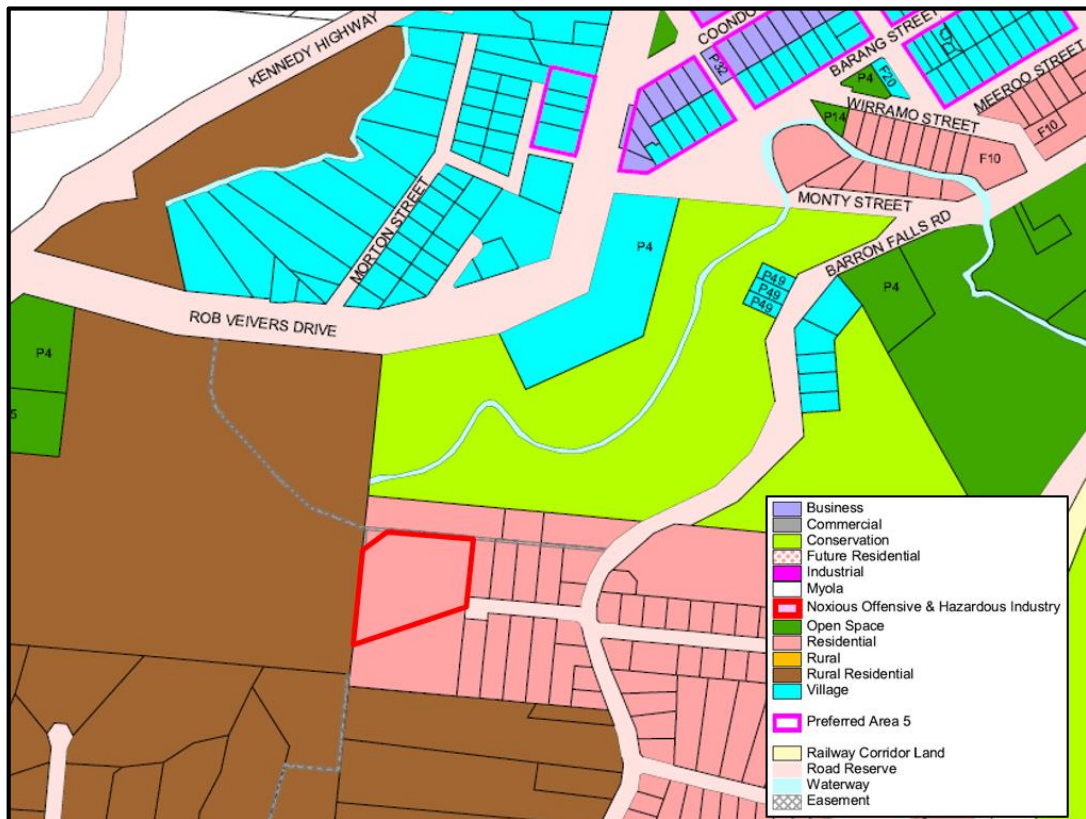 KENNEDY HIGHWAY
COONDO
P32
BARANG STREET
P4
F20
MEEROO STREET
WIRRAMO STREET
P14
F10
F10
MORTON STREET
MONTY STREET
P4
BARRON FALLS RD
P49
P49
P49
P4
ROB VEIVERS DRIVE
P4
5
Business
Commercial
Conservation
Future Residential
Industrial
Myola
Noxious Offensive & Hazardous Industry
Open Space
Residential
Rural
Rural Residential
Village
Preferred Area 5
Railway Corridor Land
Road Reserve
Waterway
Easement